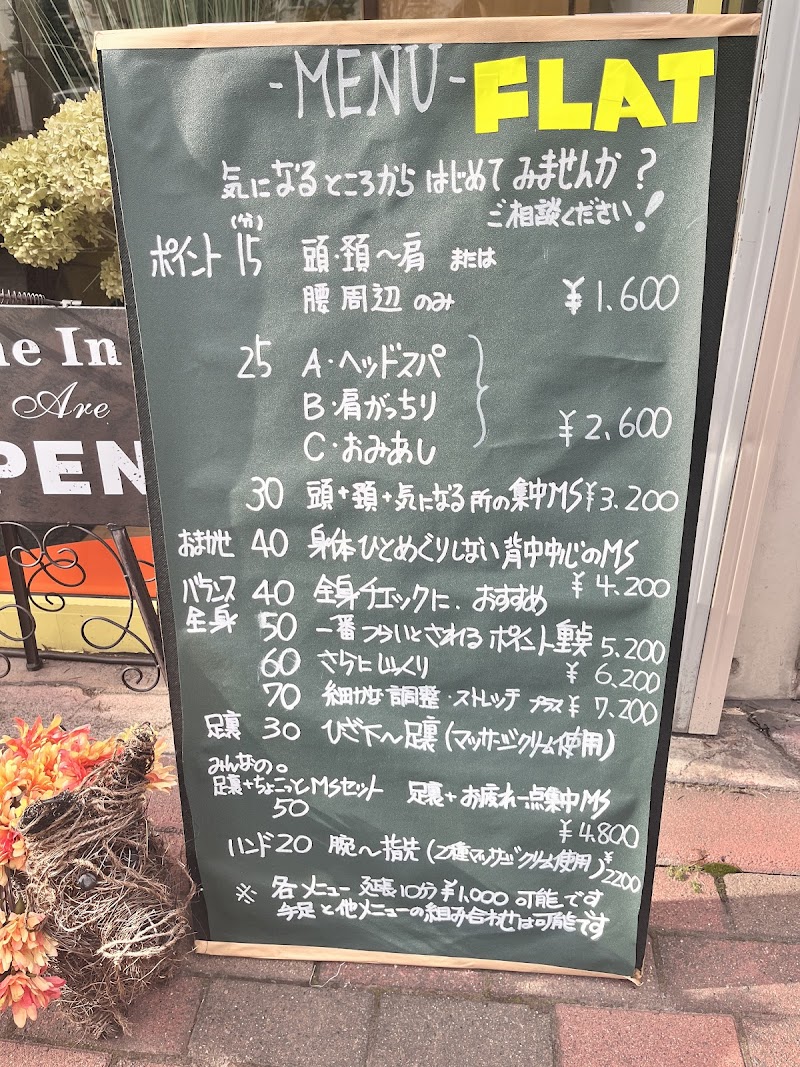 -MENU- FLAT
気になるところから はじめて みませんか？
ご相談ください！
(分)
ポイント 15 頭・頚〜肩 または
腰周辺 のみ ¥1,600
25 A・ヘッドスパ
B・肩がっちり ¥2,600
C・おみあし
30 頭+頚+気になる所の集中MS ¥3,200
おまかせ 40 身体ひとめぐりしない背中中心のMS
¥4,200
バランス 40 全身チェックに、おすすめ
全身 50 一番つらいとされるポイント重点 5,200
60 さらにじっくり ¥6,200
70 細かな調整・ストレッチ プラス ¥7,200
足裏 30 ひざ下〜足裏(マッサージクリーム使用)
みんなの。
足裏+ちょこっとMSセット 足裏+お疲れ一点集中MS
50
¥4,800
ハンド20 腕〜指先(2種マッサージクリーム使用) ¥2200
※ 各メニュー 延長10分¥1,000可能です
手足と他メニューの組み合わせは可能です
ne In
Are
PEN